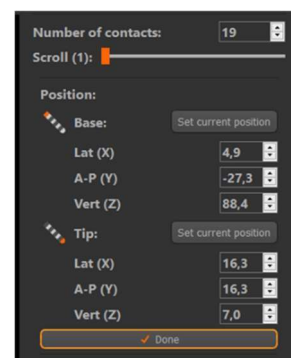 Number of contacts: 19
Scroll (1):
Position:
Base: Set current position
Lat (X) 4,9
A-P (Y) -27,3
Vert (Z) 88,4
Tip: Set current position
Lat (X) 16,3
A-P (Y) 16,3
Vert (Z) 7,0
Done